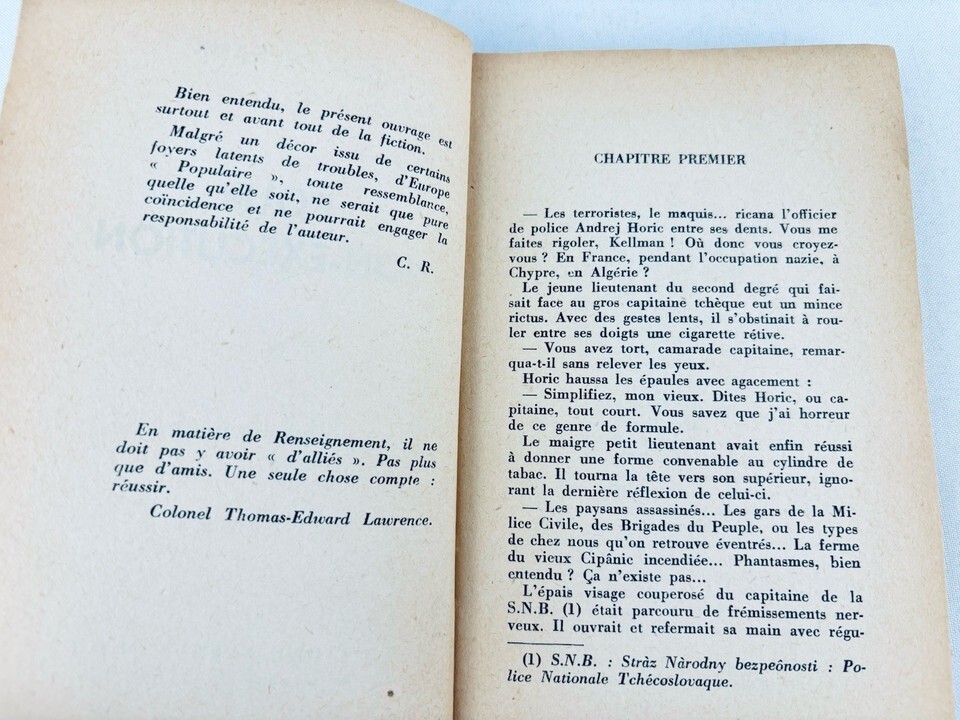 Bien entendu, le présent ouvrage est
surtout et avant tout de la fiction.
Malgré un décor issu de certains
foyers latents de troubles, d'Europe
« Populaire », toute ressemblance,
quelle qu'elle soit, ne serait que pure
coïncidence et ne pourrait engager la
responsabilité de l'auteur.
C. R.
En matière de Renseignement, il ne
doit pas y avoir « d'alliés ». Pas plus
que d'amis. Une seule chose compte :
réussir.
Colonel Thomas-Edward Lawrence.
CHAPITRE PREMIER
— Les terroristes, le maquis... ricana l'officier
de police Andrej Horic entre ses dents. Vous me
faites rigoler, Kellman ! Où donc vous croyez-
vous ? En France, pendant l'occupation nazie, à
Chypre, en Algérie ?
Le jeune lieutenant du second degré qui fai-
sait face au gros capitaine tchèque eut un mince
rictus. Avec des gestes lents, il s'obstinait à rou-
ler entre ses doigts une cigarette rétive.
— Vous avez tort, camarade capitaine, remar-
qua-t-il sans relever les yeux.
Horic haussa les épaules avec agacement :
— Simplifiez, mon vieux. Dites Horic, ou ca-
pitaine, tout court. Vous savez que j'ai horreur
de ce genre de formule.
Le maigre petit lieutenant avait enfin réussi
à donner une forme convenable au cylindre de
tabac. Il tourna la tête vers son supérieur, igno-
rant la dernière réflexion de celui-ci.
— Les paysans assassinés... Les gars de la Mi-
lice Civile, des Brigades du Peuple, ou les types
de chez nous qu'on retrouve éventrés... La ferme
du vieux Cipânic incendiée... Phantasmes, bien
entendu ? Ça n'existe pas...
L'épais visage couperosé du capitaine de la
S.N.B. (1) était parcouru de frémissements ner-
veux. Il ouvrait et refermait sa main avec régu-
(1) S.N.B. : Stràz Nàrodny bezpeônosti : Po-
lice Nationale Tchécoslovaque.